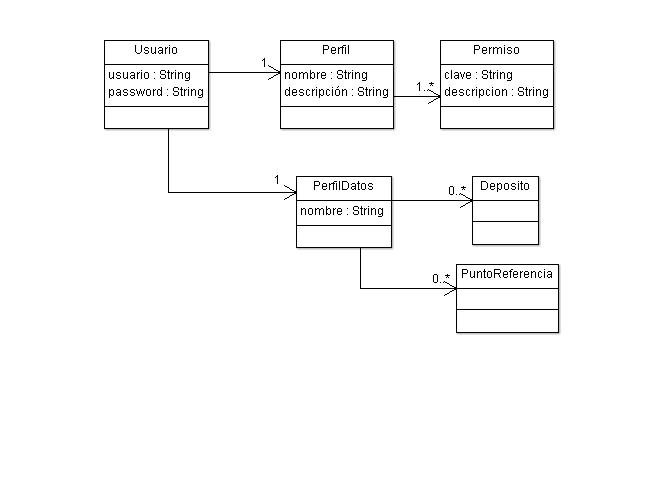 Usuario
usuario : String
password : String
1
Perfil
nombre : String
descripción : String
1..*
Permiso
clave : String
descripcion : String
1
PerfilDatos
nombre : String
0..*
Deposito
0..*
PuntoReferencia